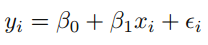 yᵢ = β₀ + β₁xᵢ + ϵᵢ